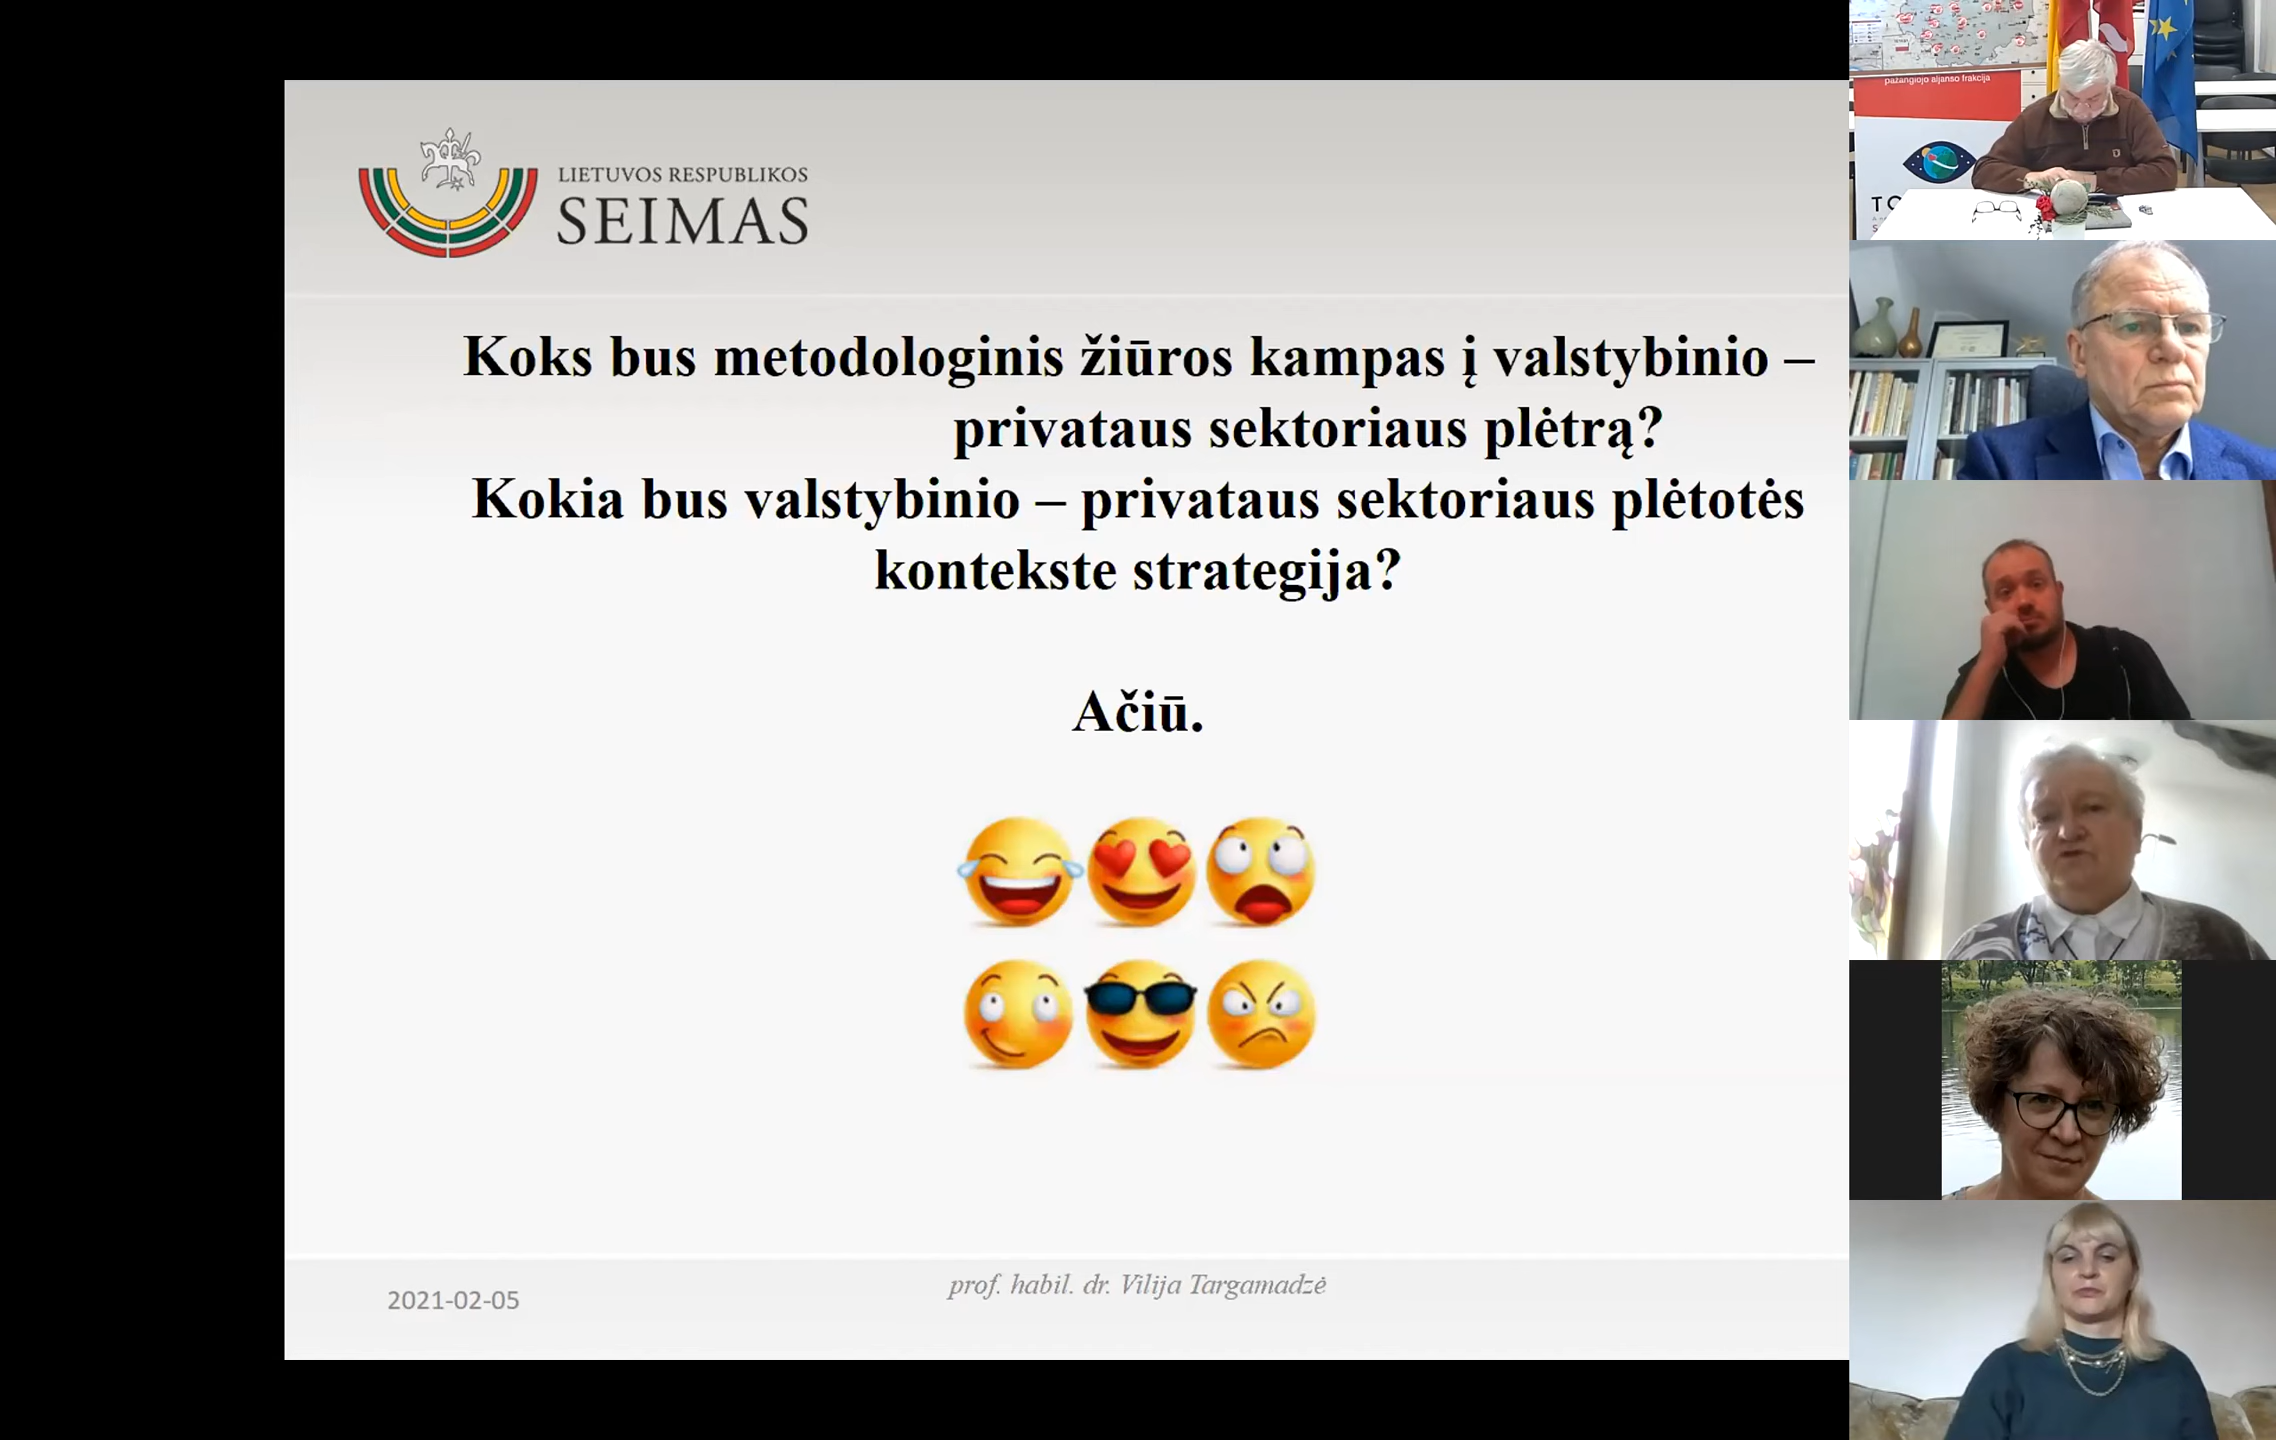 LIETUVOS RESPUBLIKOS
SEIMAS
Koks bus metodologinis žiūros kampas į valstybinio –
privataus sektoriaus plėtrą?
Kokia bus valstybinio – privataus sektoriaus plėtotės
kontekste strategija?
Ačiū.
2021-02-05
prof. habil. dr. Vilija Targamadzė
pažangiojo aljanso frakcija